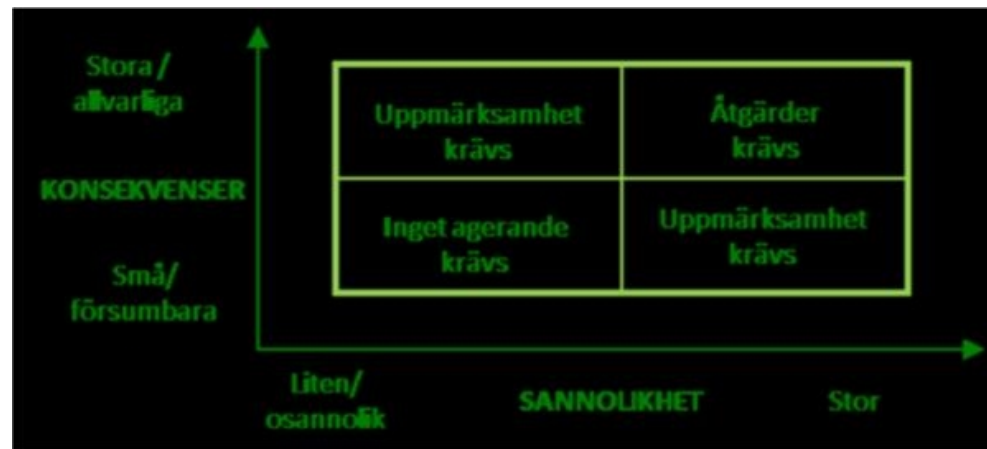 Stora /
allvarliga
Uppmärksamhet
krävs
Åtgärder
krävs
KONSEKVENSER
Inget agerande
krävs
Uppmärksamhet
krävs
Små/
försumbara
Liten/
osannolik
SANNOLIKHET
Stor